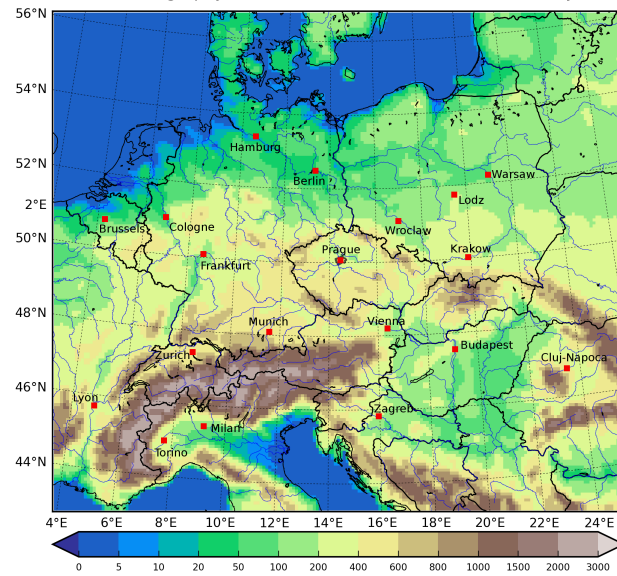 56°N
54°N
52°N
2°E
50°N
48°N
46°N
44°N
Hamburg
Berlin
Warsaw
Lodz
Brussels
Cologne
Wrocław
Frankfurt
Prague
Krakow
Munich
Vienna
Zurich
Budapest
Cluj-Napoca
Lyon
Milan
Zagreb
Torino
4°E 6°E 8°E 10°E 12°E 14°E 16°E 18°E 20°E 22°E 24°E
0 5 10 20 50 100 200 400 600 800 1000 1500 2000 3000